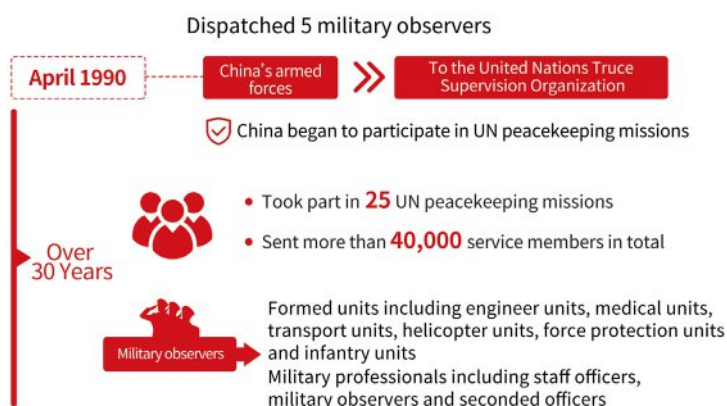 Dispatched 5 military observers
April 1990
China's armed
forces
To the United Nations Truce
Supervision Organization
China began to participate in UN peacekeeping missions
Over
30 Years
• Took part in 25 UN peacekeeping missions
• Sent more than 40,000 service members in total
Military observers
Formed units including engineer units, medical units,
transport units, helicopter units, force protection units
and infantry units
Military professionals including staff officers,
military observers and seconded officers